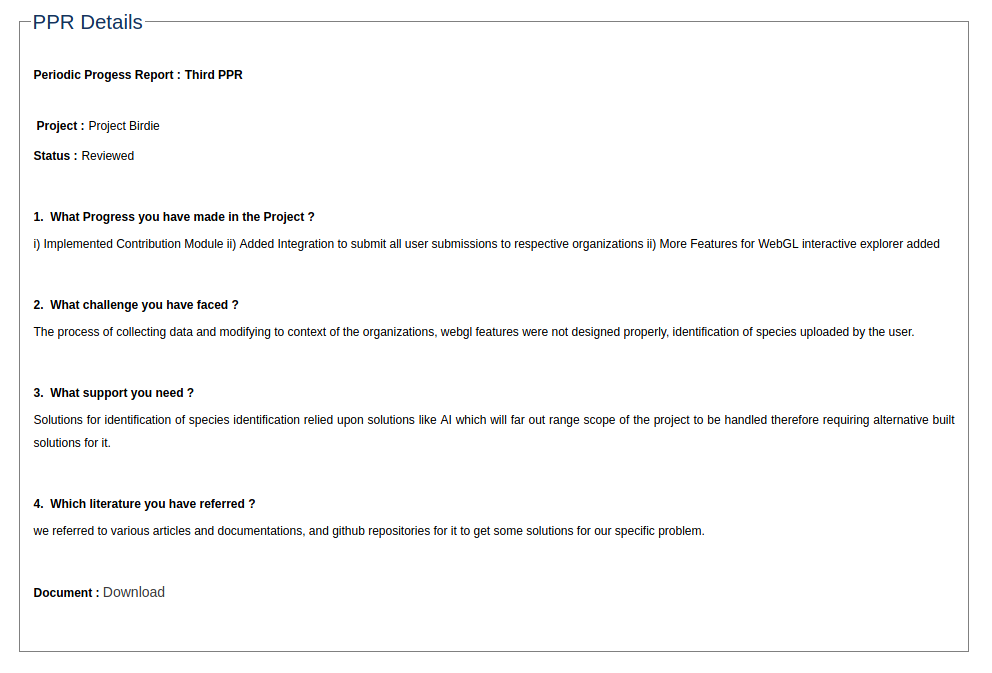 PPR Details
Periodic Progess Report : Third PPR
Project : Project Birdie
Status : Reviewed
1. What Progress you have made in the Project ?
i) Implemented Contribution Module ii) Added Integration to submit all user submissions to respective organizations ii) More Features for WebGL interactive explorer added
2. What challenge you have faced ?
The process of collecting data and modifying to context of the organizations, webgl features were not designed properly, identification of species uploaded by the user.
3. What support you need ?
Solutions for identification of species identification relied upon solutions like AI which will far out range scope of the project to be handled therefore requiring alternative built
solutions for it.
4. Which literature you have referred ?
we referred to various articles and documentations, and github repositories for it to get some solutions for our specific problem.
Document : Download